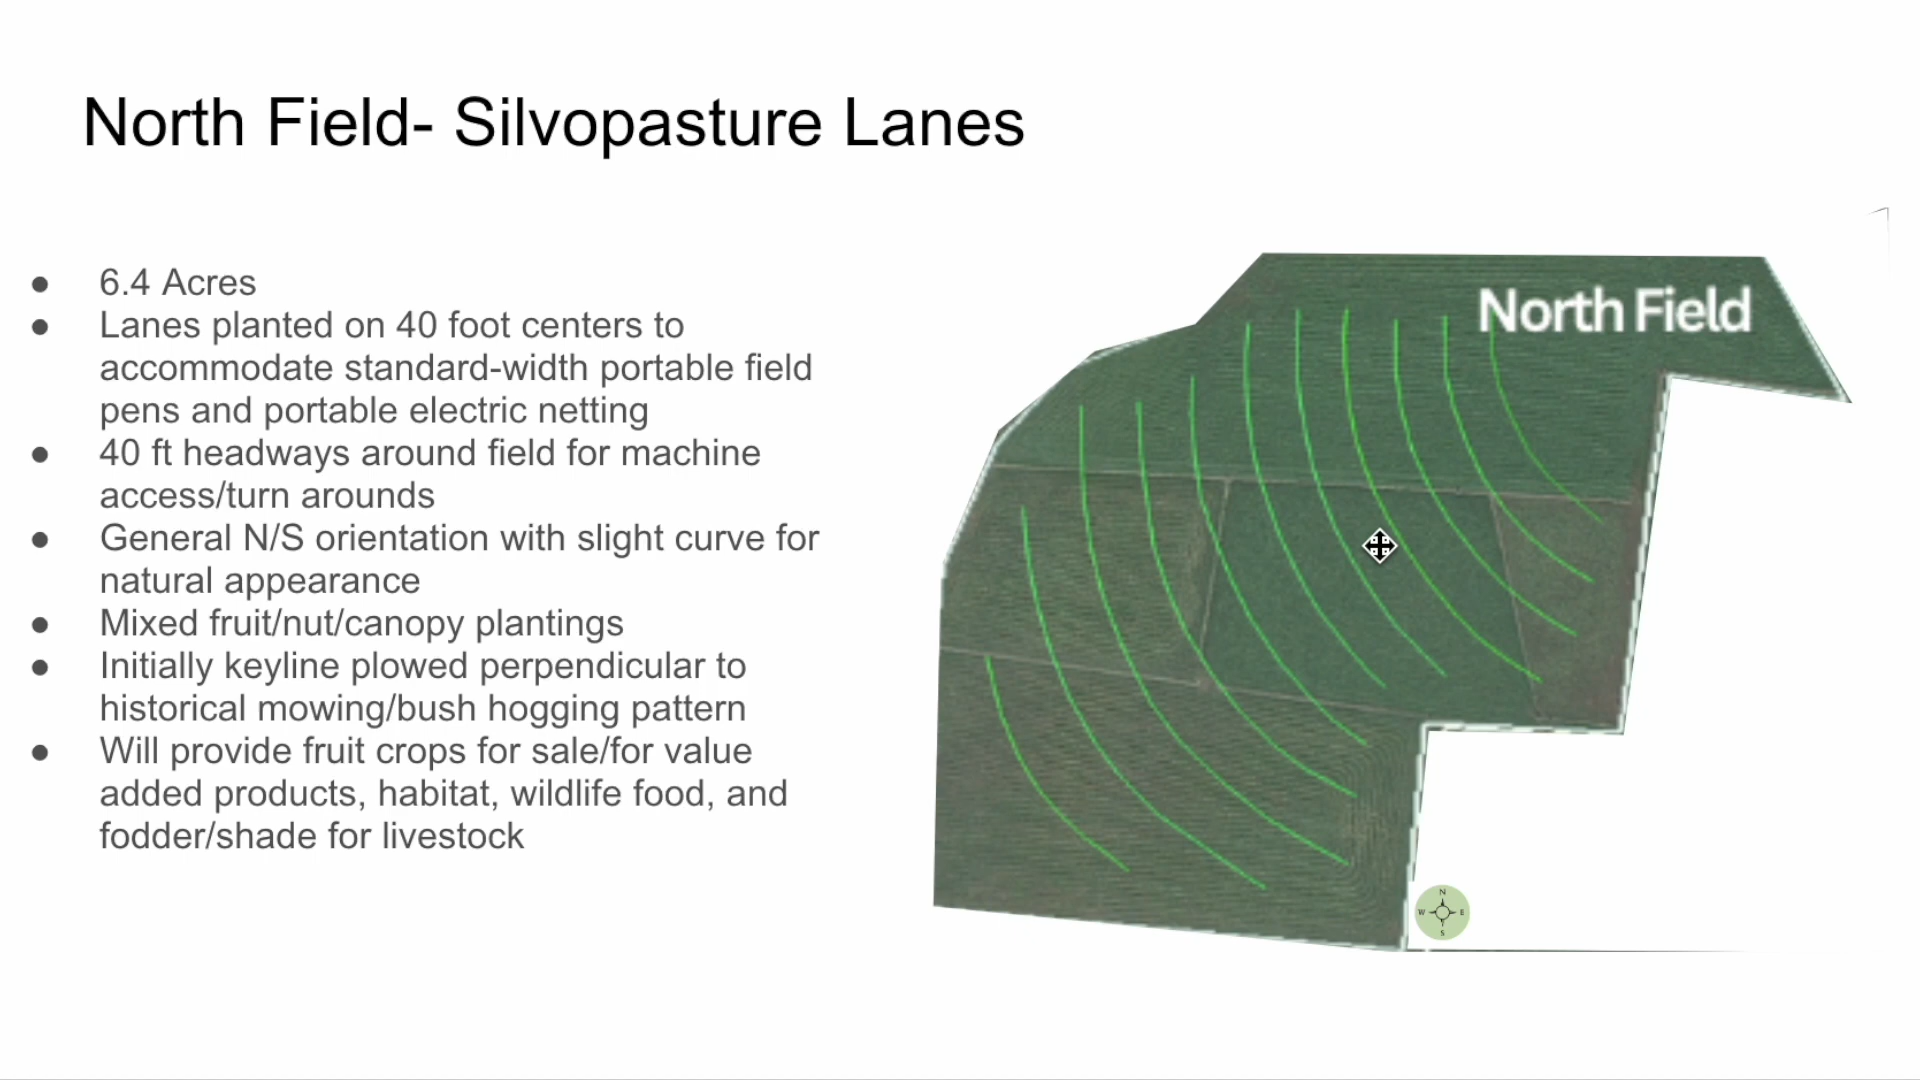 North Field- Silvopasture Lanes
● 6.4 Acres
● Lanes planted on 40 foot centers to
accommodate standard-width portable field
pens and portable electric netting
● 40 ft headways around field for machine
access/turn arounds
● General N/S orientation with slight curve for
natural appearance
● Mixed fruit/nut/canopy plantings
● Initially keyline plowed perpendicular to
historical mowing/bush hogging pattern
● Will provide fruit crops for sale/for value
added products, habitat, wildlife food, and
fodder/shade for livestock
North Field
N
W E
S